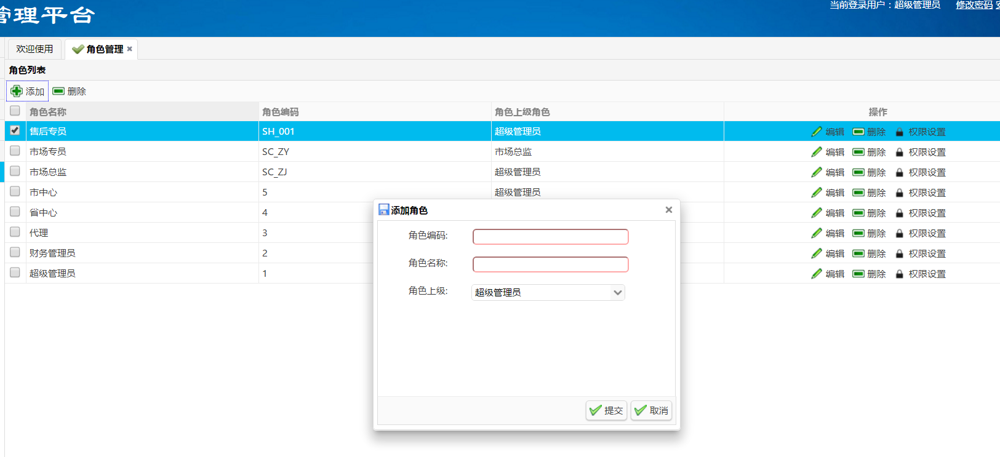 管理平台
当前登录用户：超级管理员 修改密码
欢迎使用 角色管理
角色列表
添加 删除
角色名称 角色编码 角色上级角色 操作
售后专员 SH_001 超级管理员 编辑 删除 权限设置
市场专员 SC_ZY 市场总监 编辑 删除 权限设置
市场总监 SC_ZJ 超级管理员 编辑 删除 权限设置
市中心 5 超级管理员 编辑 删除 权限设置
省中心 4 编辑 删除 权限设置
代理 3 编辑 删除 权限设置
财务管理员 2 编辑 删除 权限设置
超级管理员 1 编辑 删除 权限设置
添加角色
角色编码:
角色名称:
角色上级: 超级管理员
提交 取消